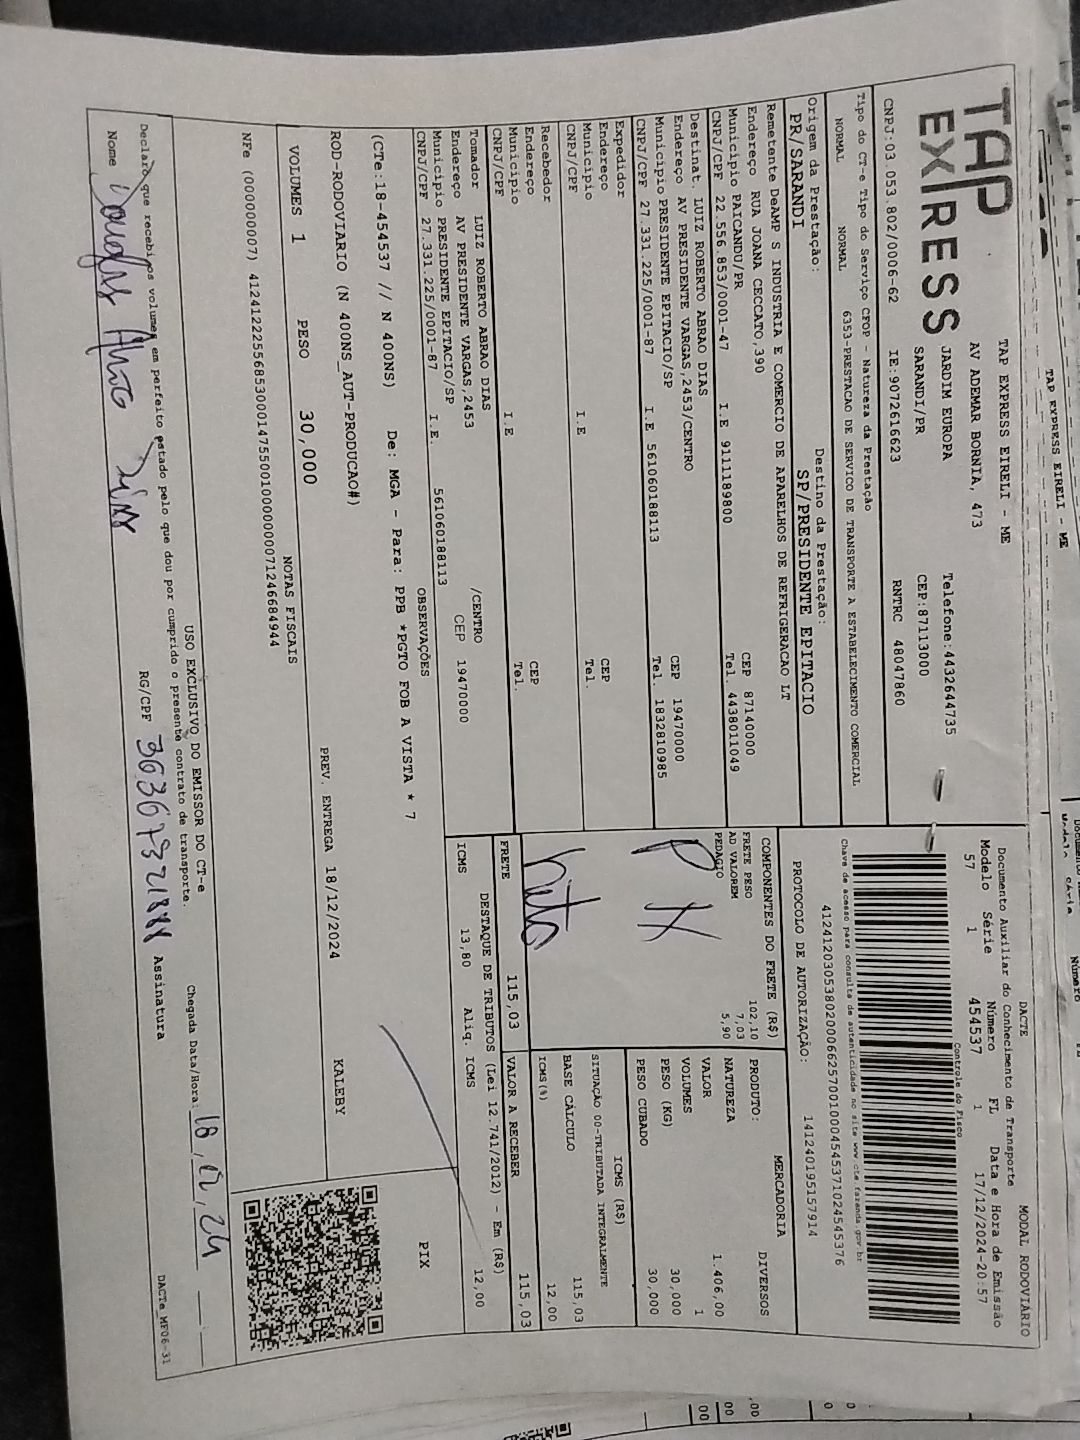 TAP EXPRESS EIRELI - ME
TAP EXPRESS
TAP EXPRESS EIRELI - ME
AV ADEMAR BORNIA, 473
JARDIM EUROPA
SARANDI/PR
Telefone:4432644735
CEP:87113000
CNPJ:03.053.802/0006-62 IE:9072616623 RNTRC 48047860
DACTE MODAL RODOVIÁRIO
Documento Auxiliar do Conhecimento de Transporte
Modelo Série Número FL Data e Hora de Emissão
57 1 454537 1 17/12/2024-20:57
Controle do Fisco
Chave de acesso para consulta de autenticidade no site www.cte.fazenda.gov.br
PROTOCOLO DE AUTORIZAÇÃO: 141240195157914
Tipo do CT-e Tipo do Serviço CFOP - Natureza da Prestação
NORMAL NORMAL 6353-PRESTACAO DE SERVICO DE TRANSPORTE A ESTABELECIMENTO COMERCIAL
Origem da Prestação: Destino da Prestação:
PR/SARANDI SP/PRESIDENTE EPITACIO
Remetente DeAMP S INDUSTRIA E COMERCIO DE APARELHOS DE REFRIGERACAO LT
Endereço RUA JOANA CECCATO,390 CEP 87140000
Município PAICANDU/PR Tel. 4438011049
CNPJ/CPF 22.556.853/0001-47 I.E 9111189800
Destinat. LUIZ ROBERTO ABRAO DIAS
Endereço AV PRESIDENTE VARGAS,2453/CENTRO CEP 19470000
Município PRESIDENTE EPITACIO/SP Tel. 1832810985
CNPJ/CPF 27.331.225/0001-87 I.E 561060188113
Expedidor
Endereço CEP
Município Tel.
CNPJ/CPF I.E
Recebedor
Endereço CEP
Município Tel.
CNPJ/CPF I.E
Tomador LUIZ ROBERTO ABRAO DIAS
Endereço AV PRESIDENTE VARGAS,2453 /CENTRO
Município PRESIDENTE EPITACIO/SP CEP 19470000
CNPJ/CPF 27.331.225/0001-87 I.E. 561060188113
COMPONENTES DO FRETE (R$)
FRETE PESO 102,10
AD VALOREM 7,03
PEDAGIO 5,90
FRETE 115,03
PRODUTO: MERCADORIA
NATUREZA DIVERSOS
VALOR 1.406,00
VOLUMES 1
PESO (KG) 30,000
PESO CUBADO 30,000
ICMS (R$)
SITUAÇÃO 00-TRIBUTADA INTEGRALMENTE
BASE CÁLCULO 115,03
ICMS(%) 12,00
VALOR A RECEBER 115,03
DESTAQUE DE TRIBUTOS (Lei 12.741/2012) - Em (R$)
ICMS 13,80 Aliq. ICMS 12,00
OBSERVAÇÕES
(CTe:18-454537 // N 400NS) De: MGA - Para: PPB *PGTO FOB A VISTA * 7
ROD-RODOVIARIO (N 400NS_AUT-PRODUCAO#)
PREV. ENTREGA 18/12/2024 KALEBY
PIX
VOLUMES 1 PESO 30,000
NOTAS FISCAIS
USO EXCLUSIVO DO EMISSOR DO CT-e
Declaro que recebi os volumes em perfeito estado pelo que dou por cumprido o presente contrato de transporte.
Chegada Data/Hora:
Nome RG/CPF Assinatura
DACTe_MF06-31